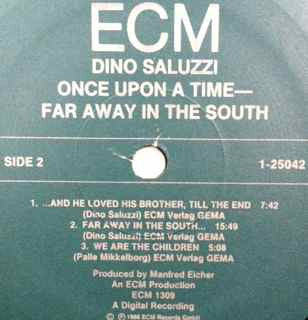 ECM
DINO SALUZZI
ONCE UPON A TIME—
FAR AWAY IN THE SOUTH
SIDE 2 1-25042
1. ...AND HE LOVED HIS BROTHER, TILL THE END 7:42
(Dino Saluzzi) ECM Verlag GEMA
2. FAR AWAY IN THE SOUTH... 15:49
(Dino Saluzzi) ECM Verlag GEMA
3. WE ARE THE CHILDREN 5:08
(Palle Mikkelborg) ECM Verlag GEMA
Produced by Manfred Eicher
An ECM Production
ECM 1309
A Digital Recording
℗ © 1986 ECM Records GmbH